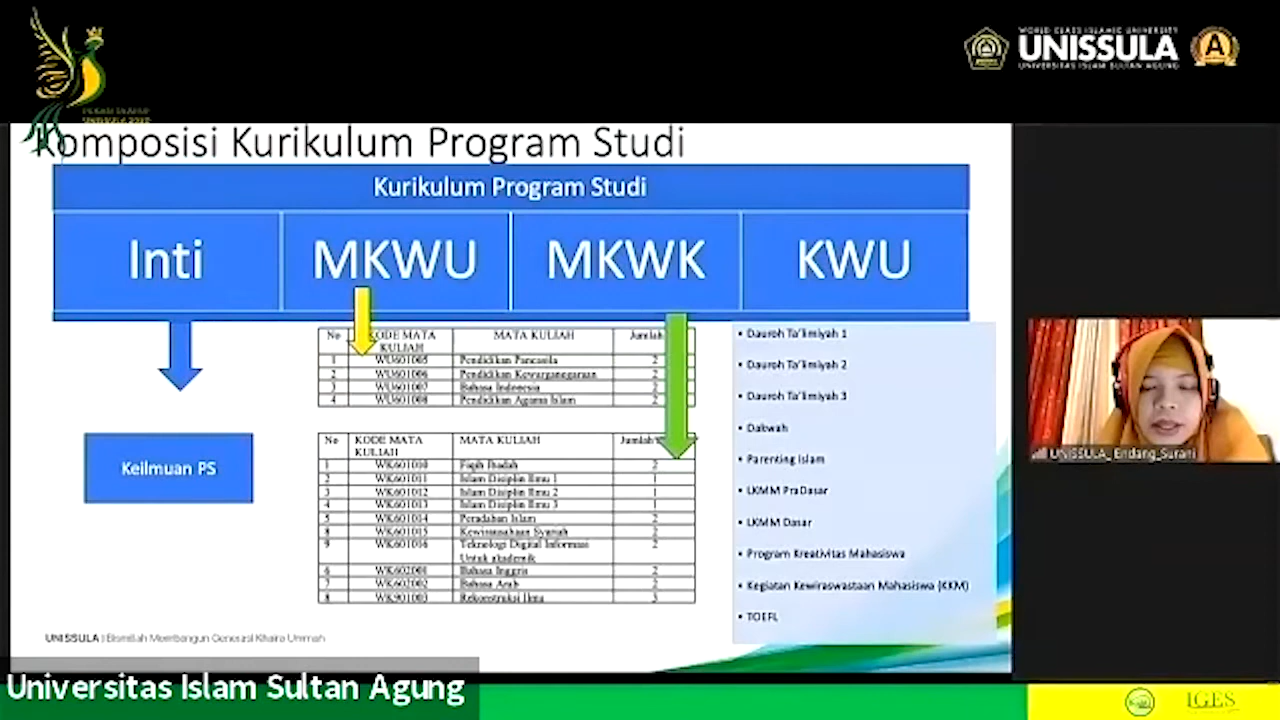 WORLD CLASS ISLAMIC UNIVERSITY
UNISSULA
UNIVERSITAS ISLAM SULTAN AGUNG
A
Komposisi Kurikulum Program Studi
Kurikulum Program Studi
Inti MKWU MKWK KWU
No KODE MATA KULIAH MATA KULIAH Jumlah
1 WU601005 Pendidikan Pancasila 2
2 WU601006 Pendidikan Kewarganegaraan 2
3 WU601007 Bahasa Indonesia 2
4 WU601008 Pendidikan Agama Islam 2
Keilmuan PS
No KODE MATA KULIAH MATA KULIAH Jumlah
1 WK601010 Fiqih Ibadah 2
2 WK601011 Islam Disiplin Ilmu 1 1
3 WK601012 Islam Disiplin Ilmu 2 1
4 WK601013 Islam Disiplin Ilmu 3 1
5 WK601014 Peradaban Islam 2
8 WK601015 Kewirausahaan Syariah 2
9 WK601016 Teknologi Digital Informasi Untuk akademik 2
6 WK602001 Bahasa Inggris 2
7 WK602002 Bahasa Arab 2
8 WK901003 Rekonstruksi Ilmu 3
• Dauroh Ta'limiyah 1
• Dauroh Ta'limiyah 2
• Dauroh Ta'limiyah 3
• Dakwah
• Parenting Islam
• LKMM PraDasar
• LKMM Dasar
• Program Kreativitas Mahasiswa
• Kegiatan Kewiraswastaan Mahasiswa (KKM)
• TOEFL
UNISSULA_ Endang_Surani
UNISSULA | Bismillah Membangun Generasi Khaira Ummah
Universitas Islam Sultan Agung
IGES